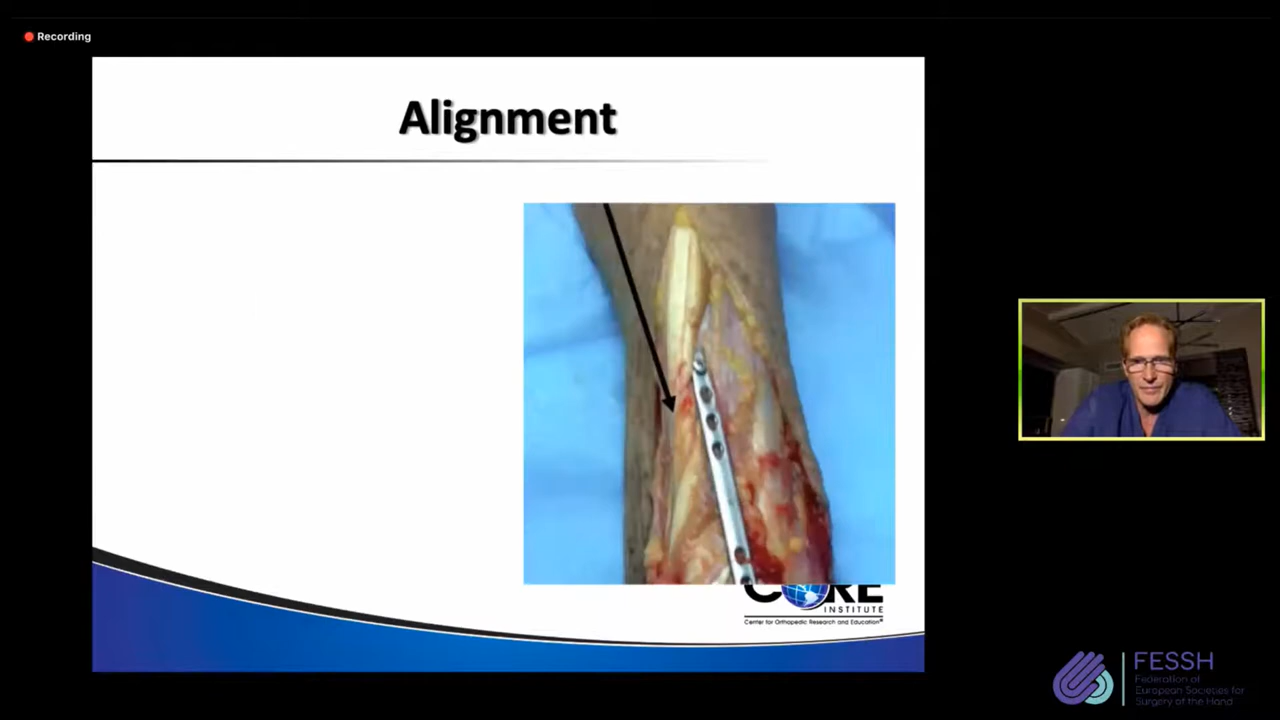 Recording
Alignment
CORE
INSTITUTE
Center for Orthopedic Research and Education®
FESSH
Federation of
European Societies for
Surgery of the Hand